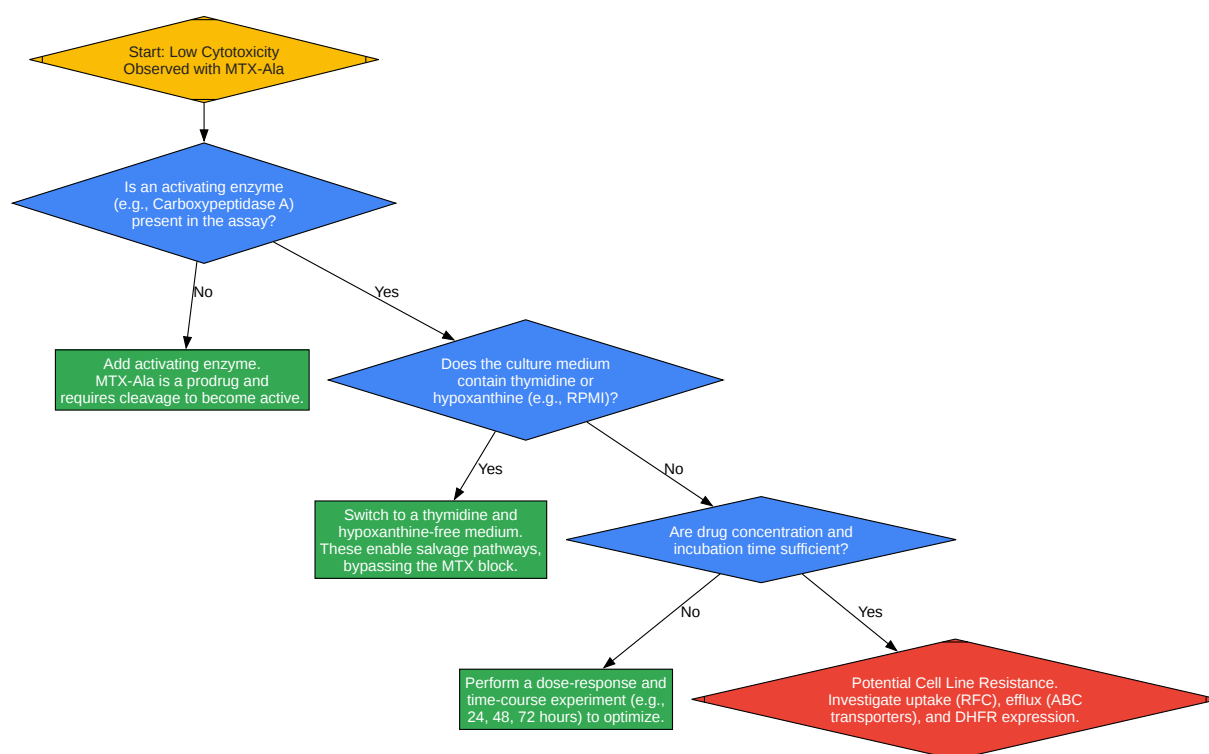 Start: Low Cytotoxicity
Observed with MTX-Ala
Is an activating enzyme
(e.g., Carboxypeptidase A)
present in the assay?
No
Yes
Add activating enzyme.
MTX-Ala is a prodrug and
requires cleavage to become active.
Does the culture medium
contain thymidine or
hypoxanthine (e.g., RPMI)?
Yes
No
Switch to a thymidine and
hypoxanthine-free medium.
These enable salvage pathways,
bypassing the MTX block.
Are drug concentration and
incubation time sufficient?
No
Yes
Perform a dose-response and
time-course experiment (e.g.,
24, 48, 72 hours) to optimize.
Potential Cell Line Resistance.
Investigate uptake (RFC), efflux (ABC
transporters), and DHFR expression.